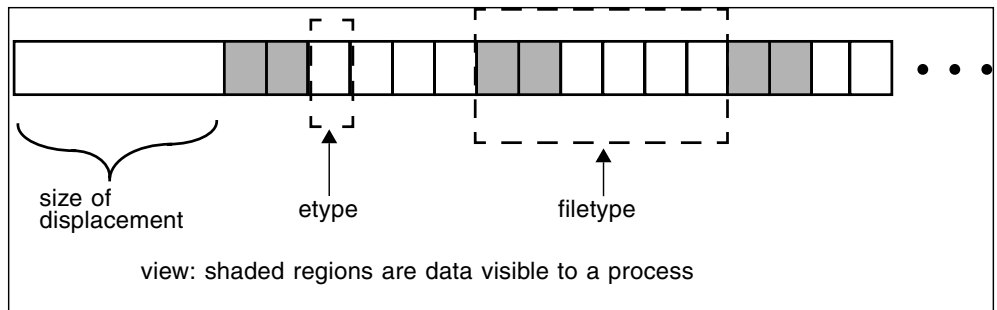 size of
displacement
etype
filetype
view: shaded regions are data visible to a process